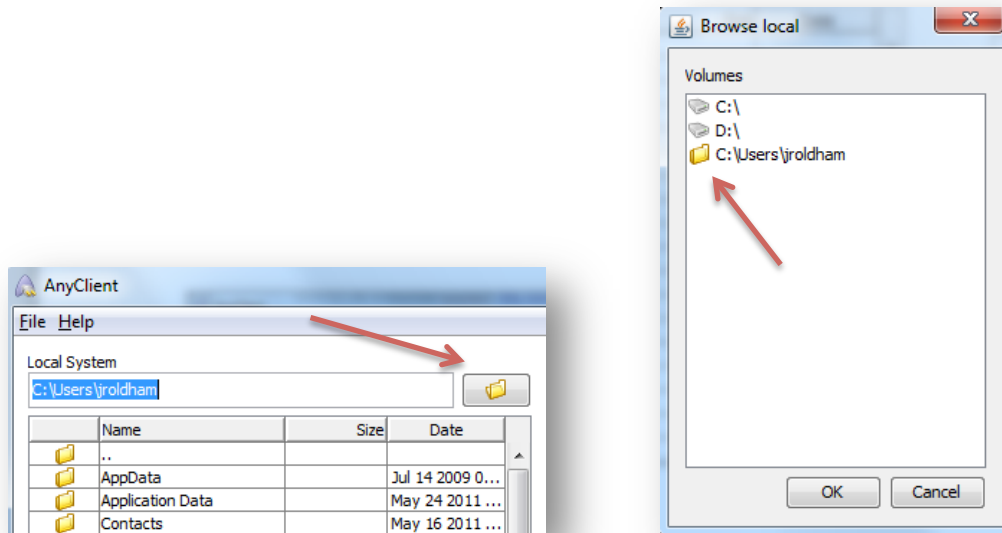 AnyClient
File Help
Local System
C:\Users\jroldham
Name Size Date
..
AppData Jul 14 2009 0...
Application Data May 24 2011 ...
Contacts May 16 2011 ...
Browse local
Volumes
C:\
D:\
C:\Users\jroldham
OK Cancel